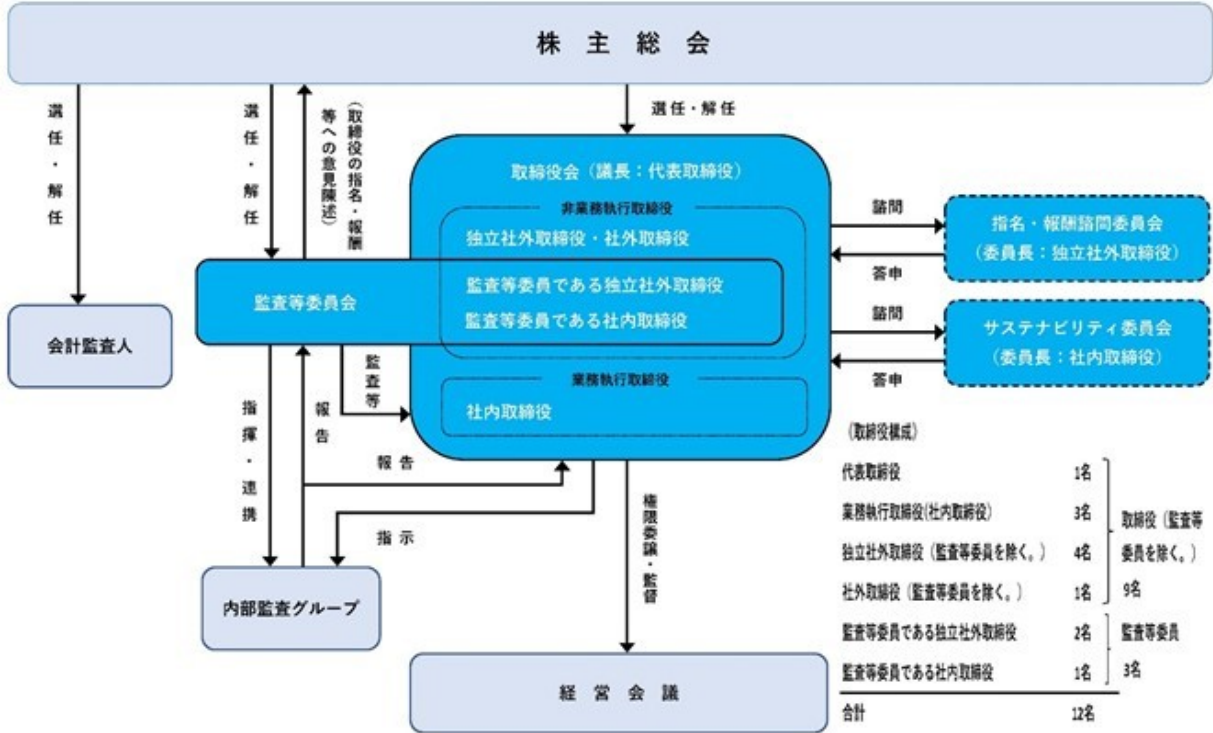 株主総会
選任・解任
選任・解任
(取締役の指名・報酬
等への意見陳述)
選任・解任
取締役会(議長:代表取締役)
非業務執行取締役
独立社外取締役・社外取締役
監査等委員会
監査等委員である独立社外取締役
監査等委員である社内取締役
業務執行取締役
社内取締役
諮問
指名・報酬諮問委員会
(委員長:独立社外取締役)
答申
諮問
サステナビリティ委員会
(委員長:社内取締役)
答申
会計監査人
監査等
指揮・連携
報告
報告
指示
権限委譲・監督
内部監査グループ
経営会議
(取締役構成)
代表取締役 1名
業務執行取締役(社内取締役) 3名
独立社外取締役(監査等委員を除く。) 4名
社外取締役(監査等委員を除く。) 1名
取締役(監査等
委員を除く。)
9名
監査等委員である独立社外取締役 2名
監査等委員である社内取締役 1名
監査等委員
3名
合計 12名